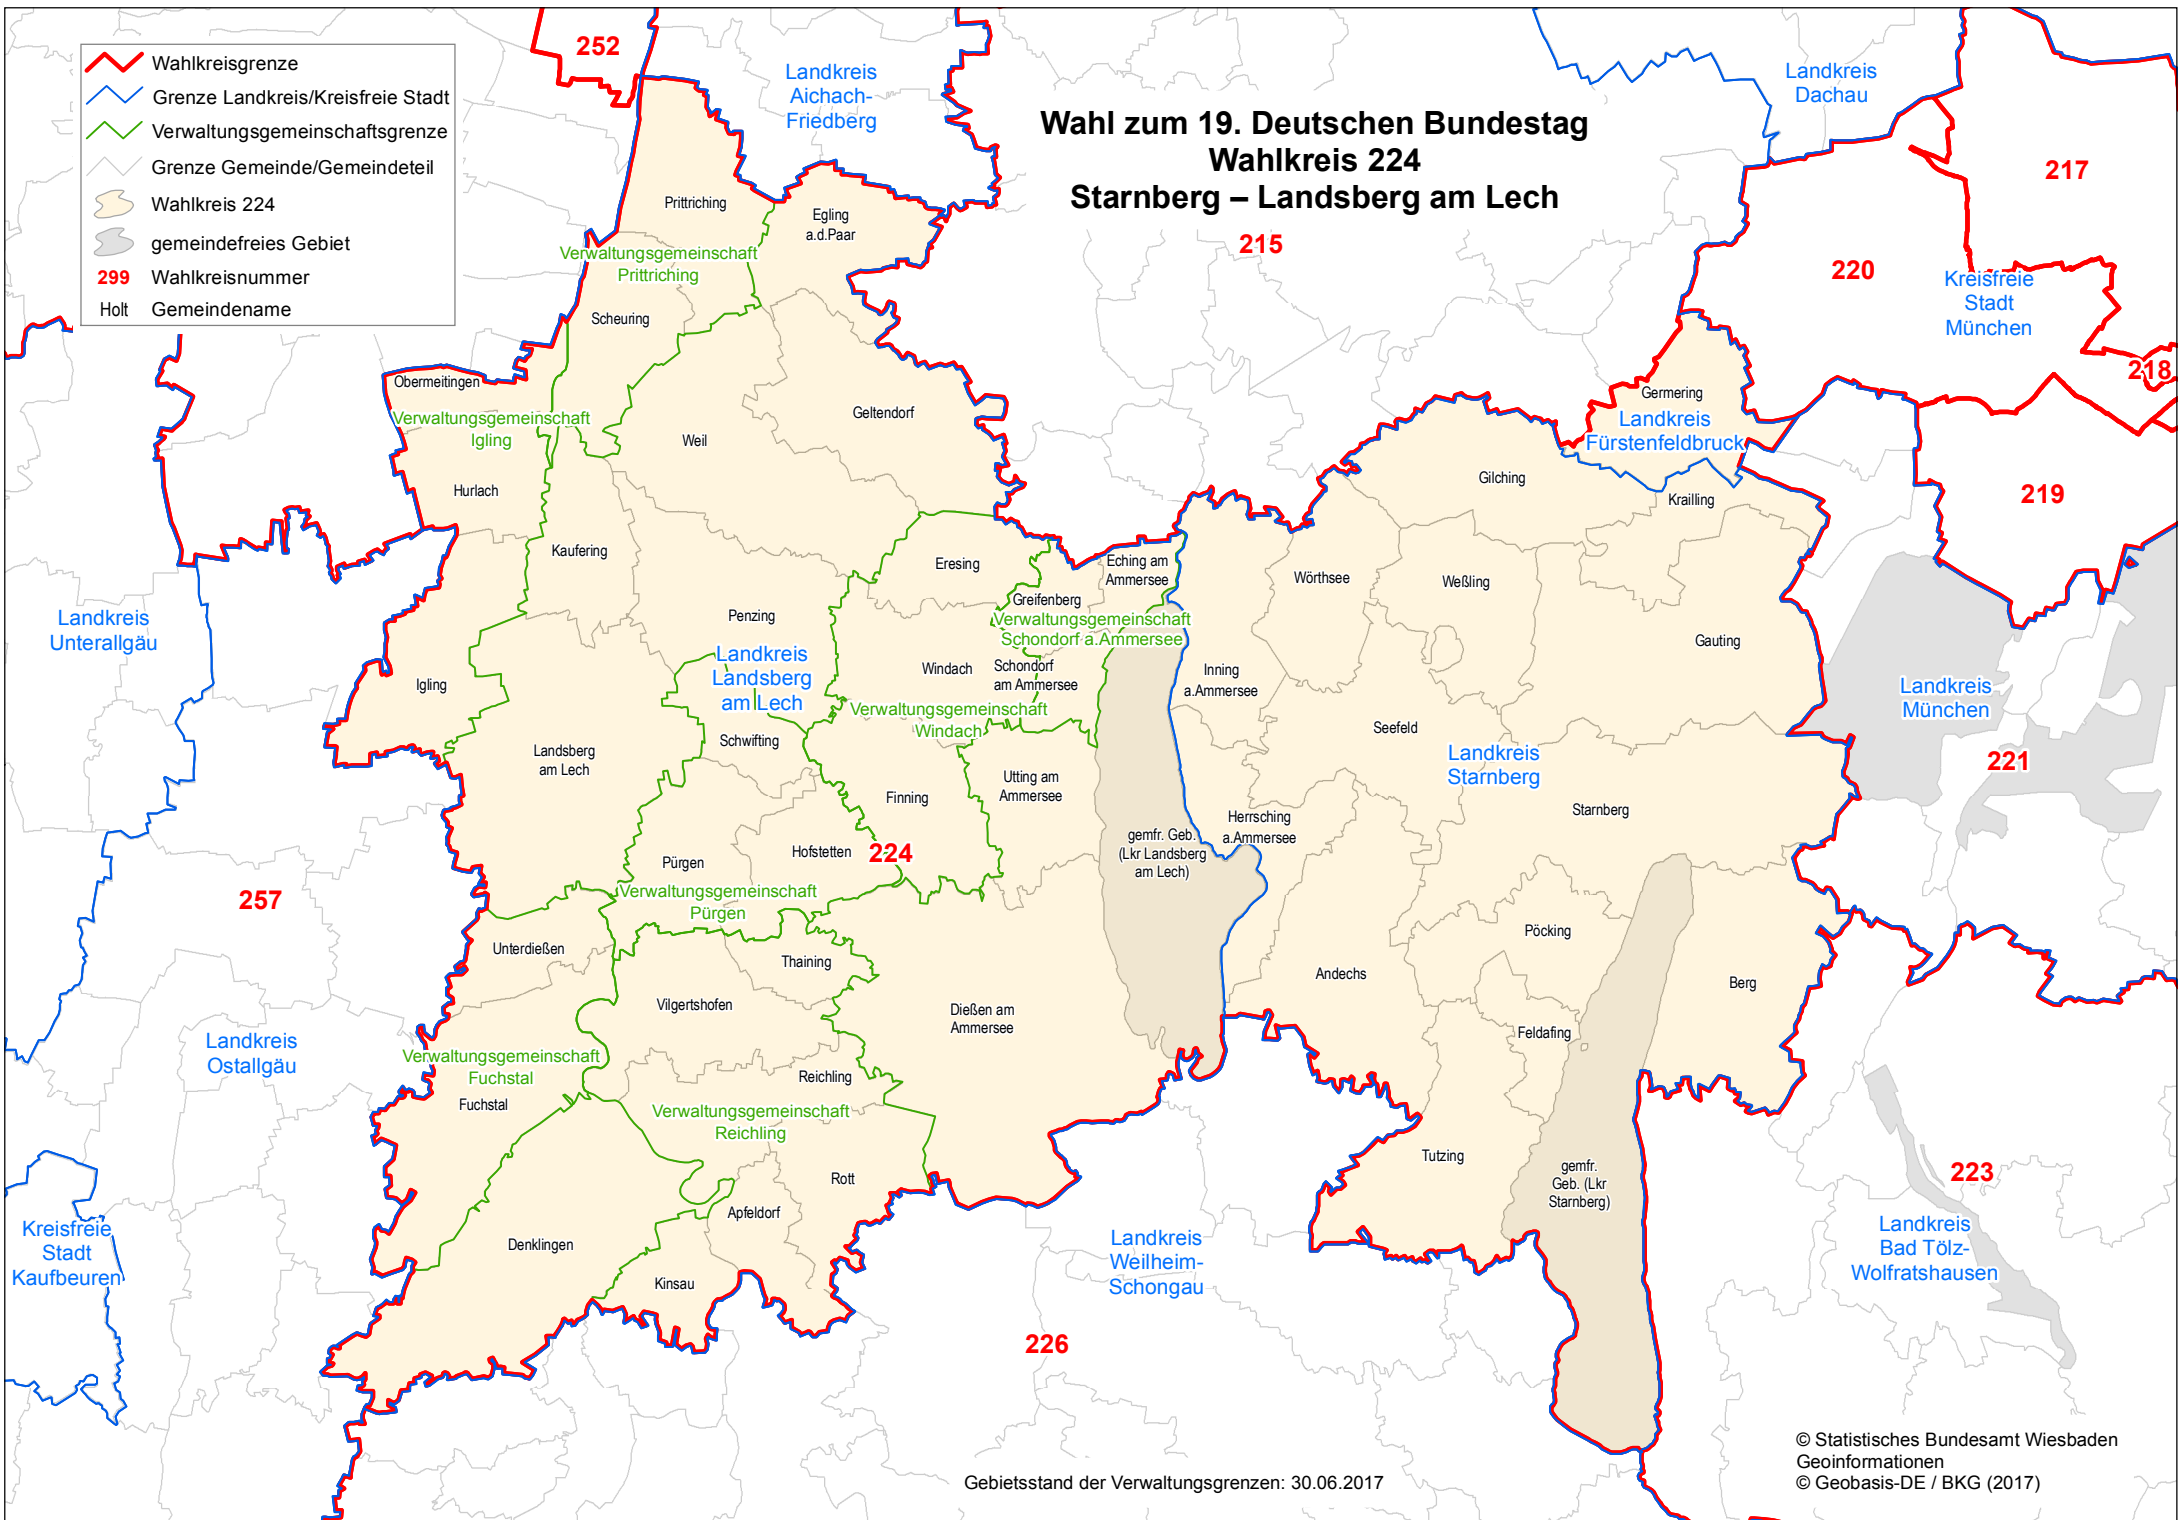 Wahlkreisgrenze
Grenze Landkreis/Kreisfreie Stadt
Verwaltungsgemeinschaftsgrenze
Grenze Gemeinde/Gemeindeteil
Wahlkreis 224
gemeindefreies Gebiet
299 Wahlkreisnummer
Holt Gemeindename
Wahl zum 19. Deutschen Bundestag
Wahlkreis 224
Starnberg – Landsberg am Lech
252
Landkreis
Aichach-
Friedberg
Landkreis
Dachau
217
215
220
Kreisfreie
Stadt
München
218
219
Prittriching
Egling
a.d.Paar
Verwaltungsgemeinschaft
Prittriching
Scheuring
Obermeitingen
Verwaltungsgemeinschaft
Igling
Hurlach
Weil
Geltendorf
Germering
Landkreis
Fürstenfeldbruck
Gilching
Krailling
Kaufering
Eresing
Eching am
Ammersee
Greifenberg
Verwaltungsgemeinschaft
Schondorf a.Ammersee
Wörthsee
Weßling
Gauting
Landkreis
Unterallgäu
Penzing
Landkreis
Landsberg
am Lech
Igling
Windach
Schondorf
am Ammersee
Inning
a.Ammersee
Landkreis
München
221
Verwaltungsgemeinschaft
Windach
Schwifting
Landsberg
am Lech
Seefeld
Landkreis
Starnberg
Utting am
Ammersee
Finning
Starnberg
Herrsching
a.Ammersee
gemfr. Geb.
(Lkr Landsberg
am Lech)
Hofstetten
224
Pürgen
Verwaltungsgemeinschaft
Pürgen
257
Unterdießen
Thaining
Pöcking
Andechs
Berg
Vilgertshofen
Dießen am
Ammersee
Feldafing
Landkreis
Ostallgäu
Verwaltungsgemeinschaft
Fuchstal
Fuchstal
Reichling
Verwaltungsgemeinschaft
Reichling
Tutzing
gemfr.
Geb. (Lkr
Starnberg)
223
Rott
Apfeldorf
Kreisfreie
Stadt
Kaufbeuren
Denklingen
Kinsau
Landkreis
Weilheim-
Schongau
Landkreis
Bad Tölz-
Wolfratshausen
226
Gebietsstand der Verwaltungsgrenzen: 30.06.2017
© Statistisches Bundesamt Wiesbaden
Geoinformationen
© Geobasis-DE / BKG (2017)